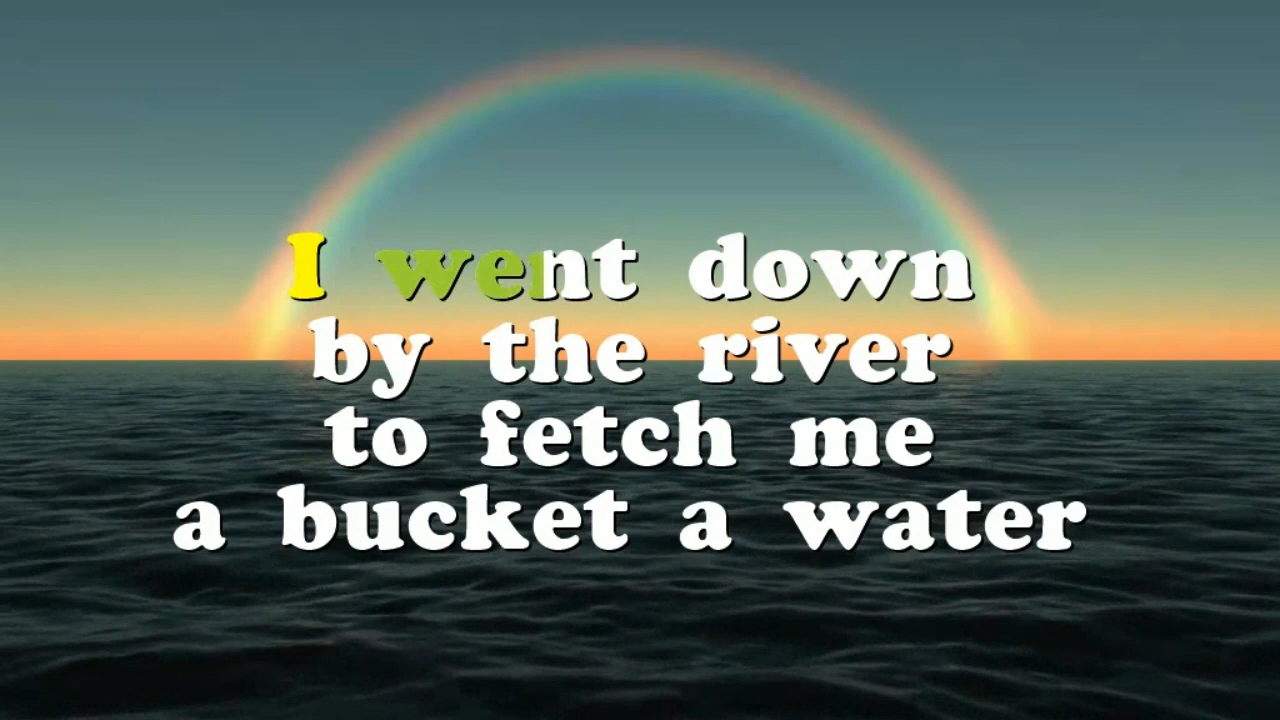 I went down
by the river
to fetch me
a bucket a water